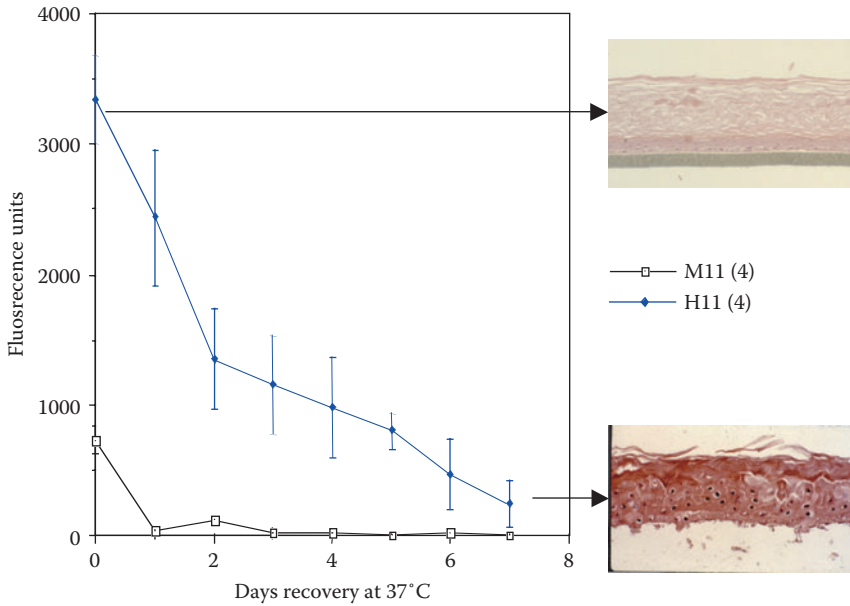 4000
3000
2000
1000
0
Fluosrecence units
0
2
4
6
8
Days recovery at 37˚C
M11 (4)
H11 (4)